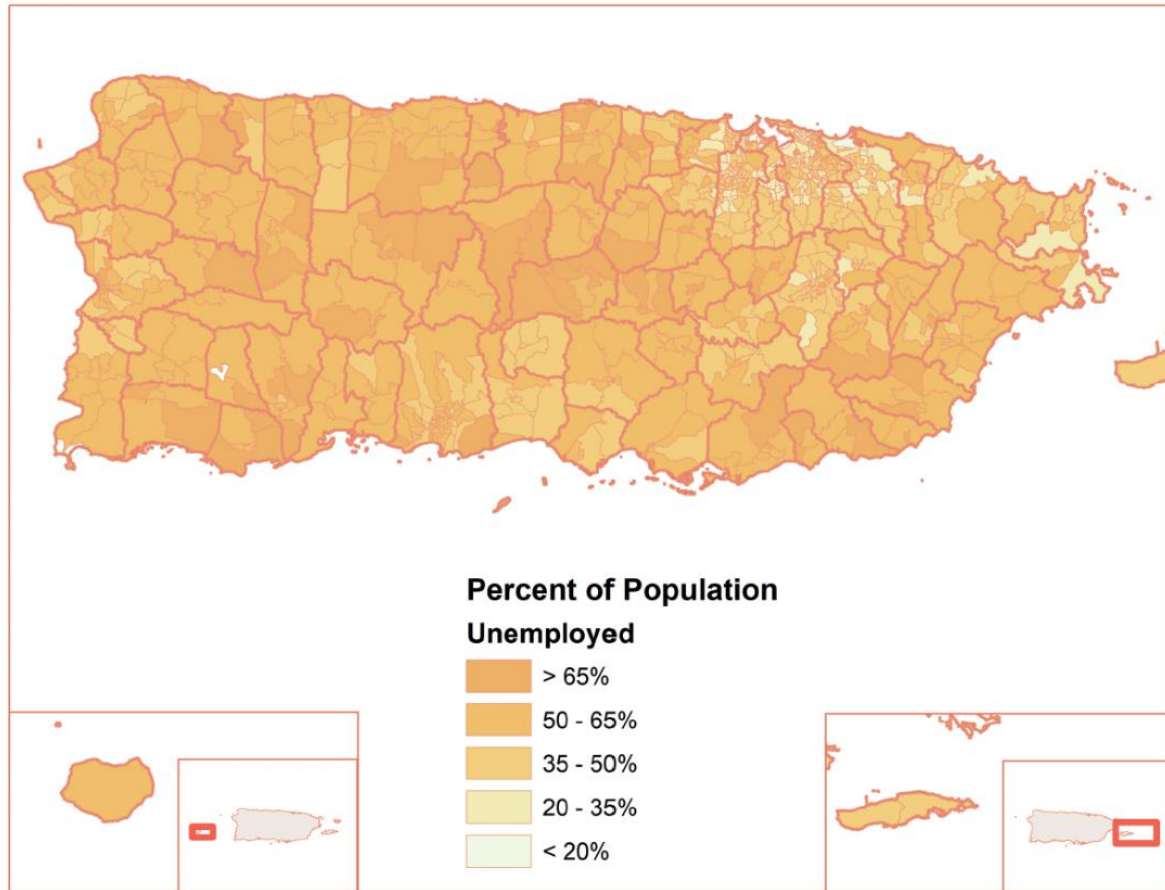 Percent of Population
Unemployed
> 65%
50 - 65%
35 - 50%
20 - 35%
< 20%